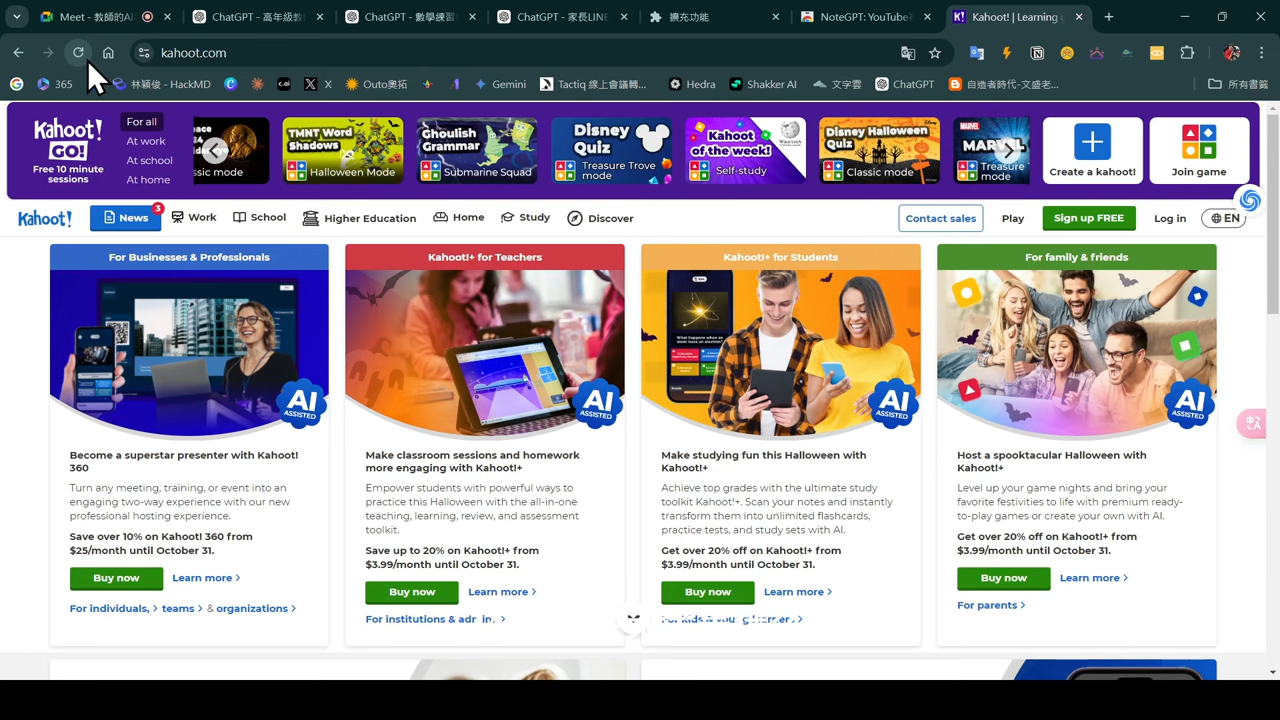 Meet - 教師的AI
ChatGPT - 高年級教
ChatGPT - 數學練習
ChatGPT - 家長LINE
擴充功能
NoteGPT: YouTube
Kahoot! | Learning g
kahoot.com
365
林穎俊 - HackMD
c.ai
X
Outo奧拓
Gemini
Tactiq 線上會議轉...
Hedra
Shakker AI
文字雲
ChatGPT
自造者時代-文盛老...
所有書籤
Kahoot!
GO!
Free 10 minute
sessions
For all
At work
At school
At home
ssic mode
TMNT Word
Shadows
Halloween Mode
Ghoulish
Grammar
Submarine Squad
Disney
Quiz
Treasure Trove
mode
Kahoot
of the week!
Self-study
Disney Halloween
Quiz
Classic mode
MARVEL
Treasure
mode
Create a kahoot!
Join game
Kahoot!
News
3
Work
School
Higher Education
Home
Study
Discover
Contact sales
Play
Sign up FREE
Log in
EN
For Businesses & Professionals
AI
ASSISTED
Become a superstar presenter with Kahoot!
360
Turn any meeting, training, or event into an
engaging two-way experience with our new
professional hosting experience.
Save over 10% on Kahoot! 360 from
$25/month until October 31.
Buy now
Learn more
For individuals, teams & organizations
Kahoot!+ for Teachers
AI
ASSISTED
Make classroom sessions and homework
more engaging with Kahoot!+
Empower students with powerful ways to
practice this Halloween with the all-in-one
teaching, learning, review, and assessment
toolkit.
Save up to 20% on Kahoot!+ from
$3.99/month until October 31.
Buy now
Learn more
For institutions &
Kahoot!+ for Students
AI
ASSISTED
Make studying fun this Halloween with
Kahoot!+
Achieve top grades with the ultimate study
toolkit Kahoot!+. Scan your notes and instantly
transform them into unlimited flashcards,
practice tests, and study sets with AI.
Get over 20% off on Kahoot!+ from
$3.99/month until October 31.
Buy now
Learn more
For family & friends
AI
ASSISTED
Host a spooktacular Halloween with
Kahoot!+
Level up your game nights and bring your
favorite festivities to life with premium ready-
to-play games or create your own with AI.
Get over 20% off on Kahoot!+ from
$3.99/month until October 31.
Buy now
Learn more
For parents